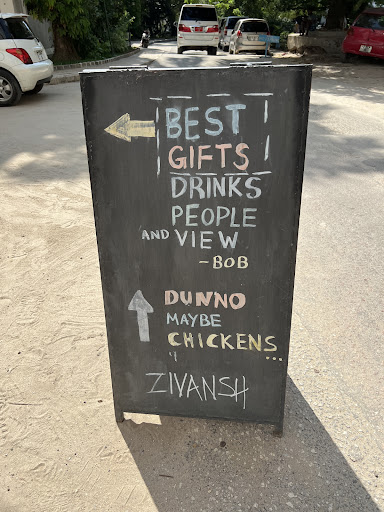 BEST
GIFTS
DRINKS
PEOPLE
AND VIEW
-BOB
DUNNO
MAYBE
CHICKENS...
ZIVANSH